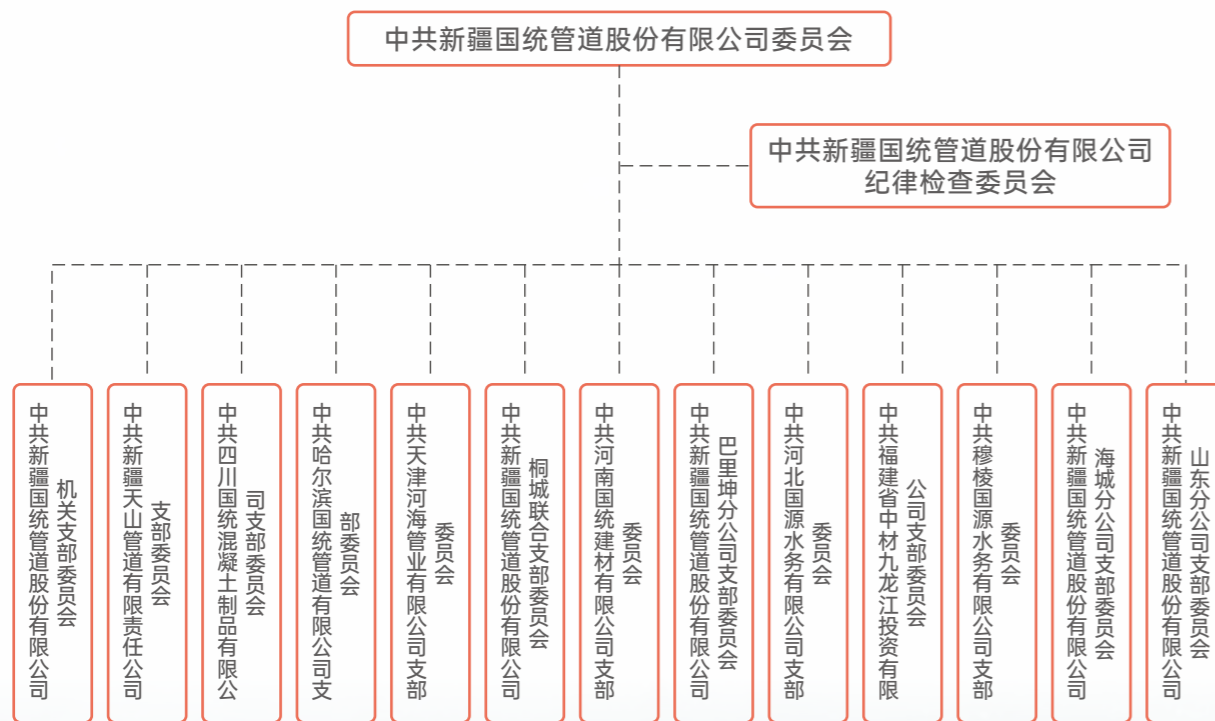 中共新疆国统管道股份有限公司委员会
中共新疆国统管道股份有限公司
纪律检查委员会
中共新疆国统管道股份有限公司
机关支部委员会
中共新疆天山管道有限责任公司
支部委员会
中共四川国统混凝土制品有限公
司支部委员会
中共哈尔滨国统管道有限公司支
部委员会
中共天津河海管业有限公司支部
委员会
中共新疆国统管道股份有限公司
桐城联合支部委员会
中共河南国统建材有限公司支部
委员会
中共新疆国统管道股份有限公司
巴里坤分公司支部委员会
中共河北国源水务有限公司支部
委员会
中共福建省中材九龙江投资有限
公司支部委员会
中共穆棱国源水务有限公司支部
委员会
中共新疆国统管道股份有限公司
海城分公司支部委员会
中共新疆国统管道股份有限公司
山东分公司支部委员会